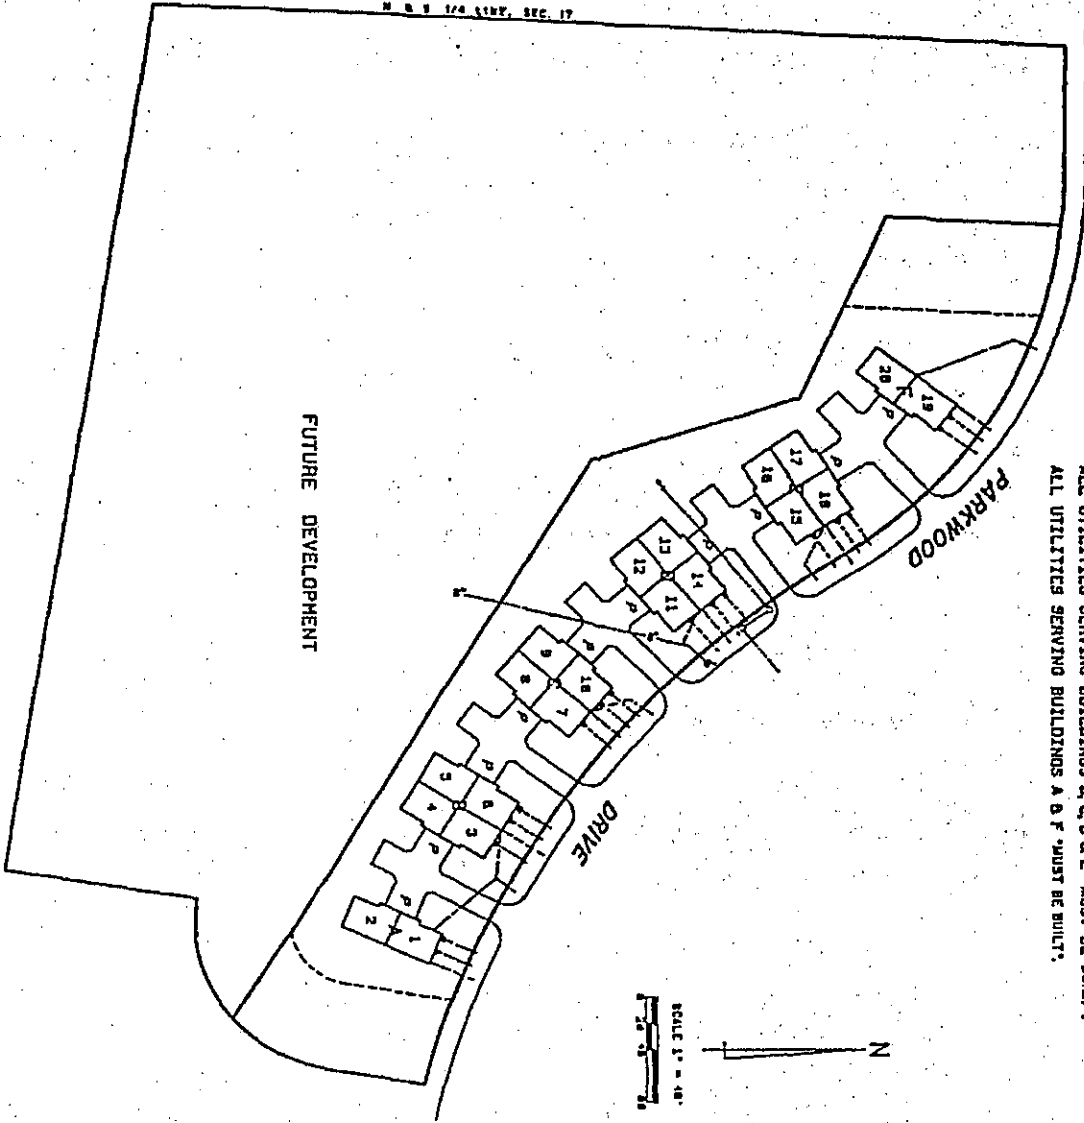 1/4 LINE, SEC. 17
ALL UTILITIES SERVING BUILDINGS A & F "MUST BE BUILT".
PARKWOOD
DRIVE
FUTURE DEVELOPMENT
20
19
F
P
17
16
18
15
P
P
13
14
12
11
P
P
9
10
8
7
C
P
P
5
6
4
3
P
P
2
1
A
P
N
SCALE 1" = 40'